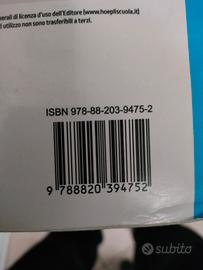 nerali di licenza d'uso dell'Editore [www.hoepliscuola.it]
l utilizzo non sono trasferibili a terzi.
ISBN 978-88-203-9475-2
9 788820 394752
subito